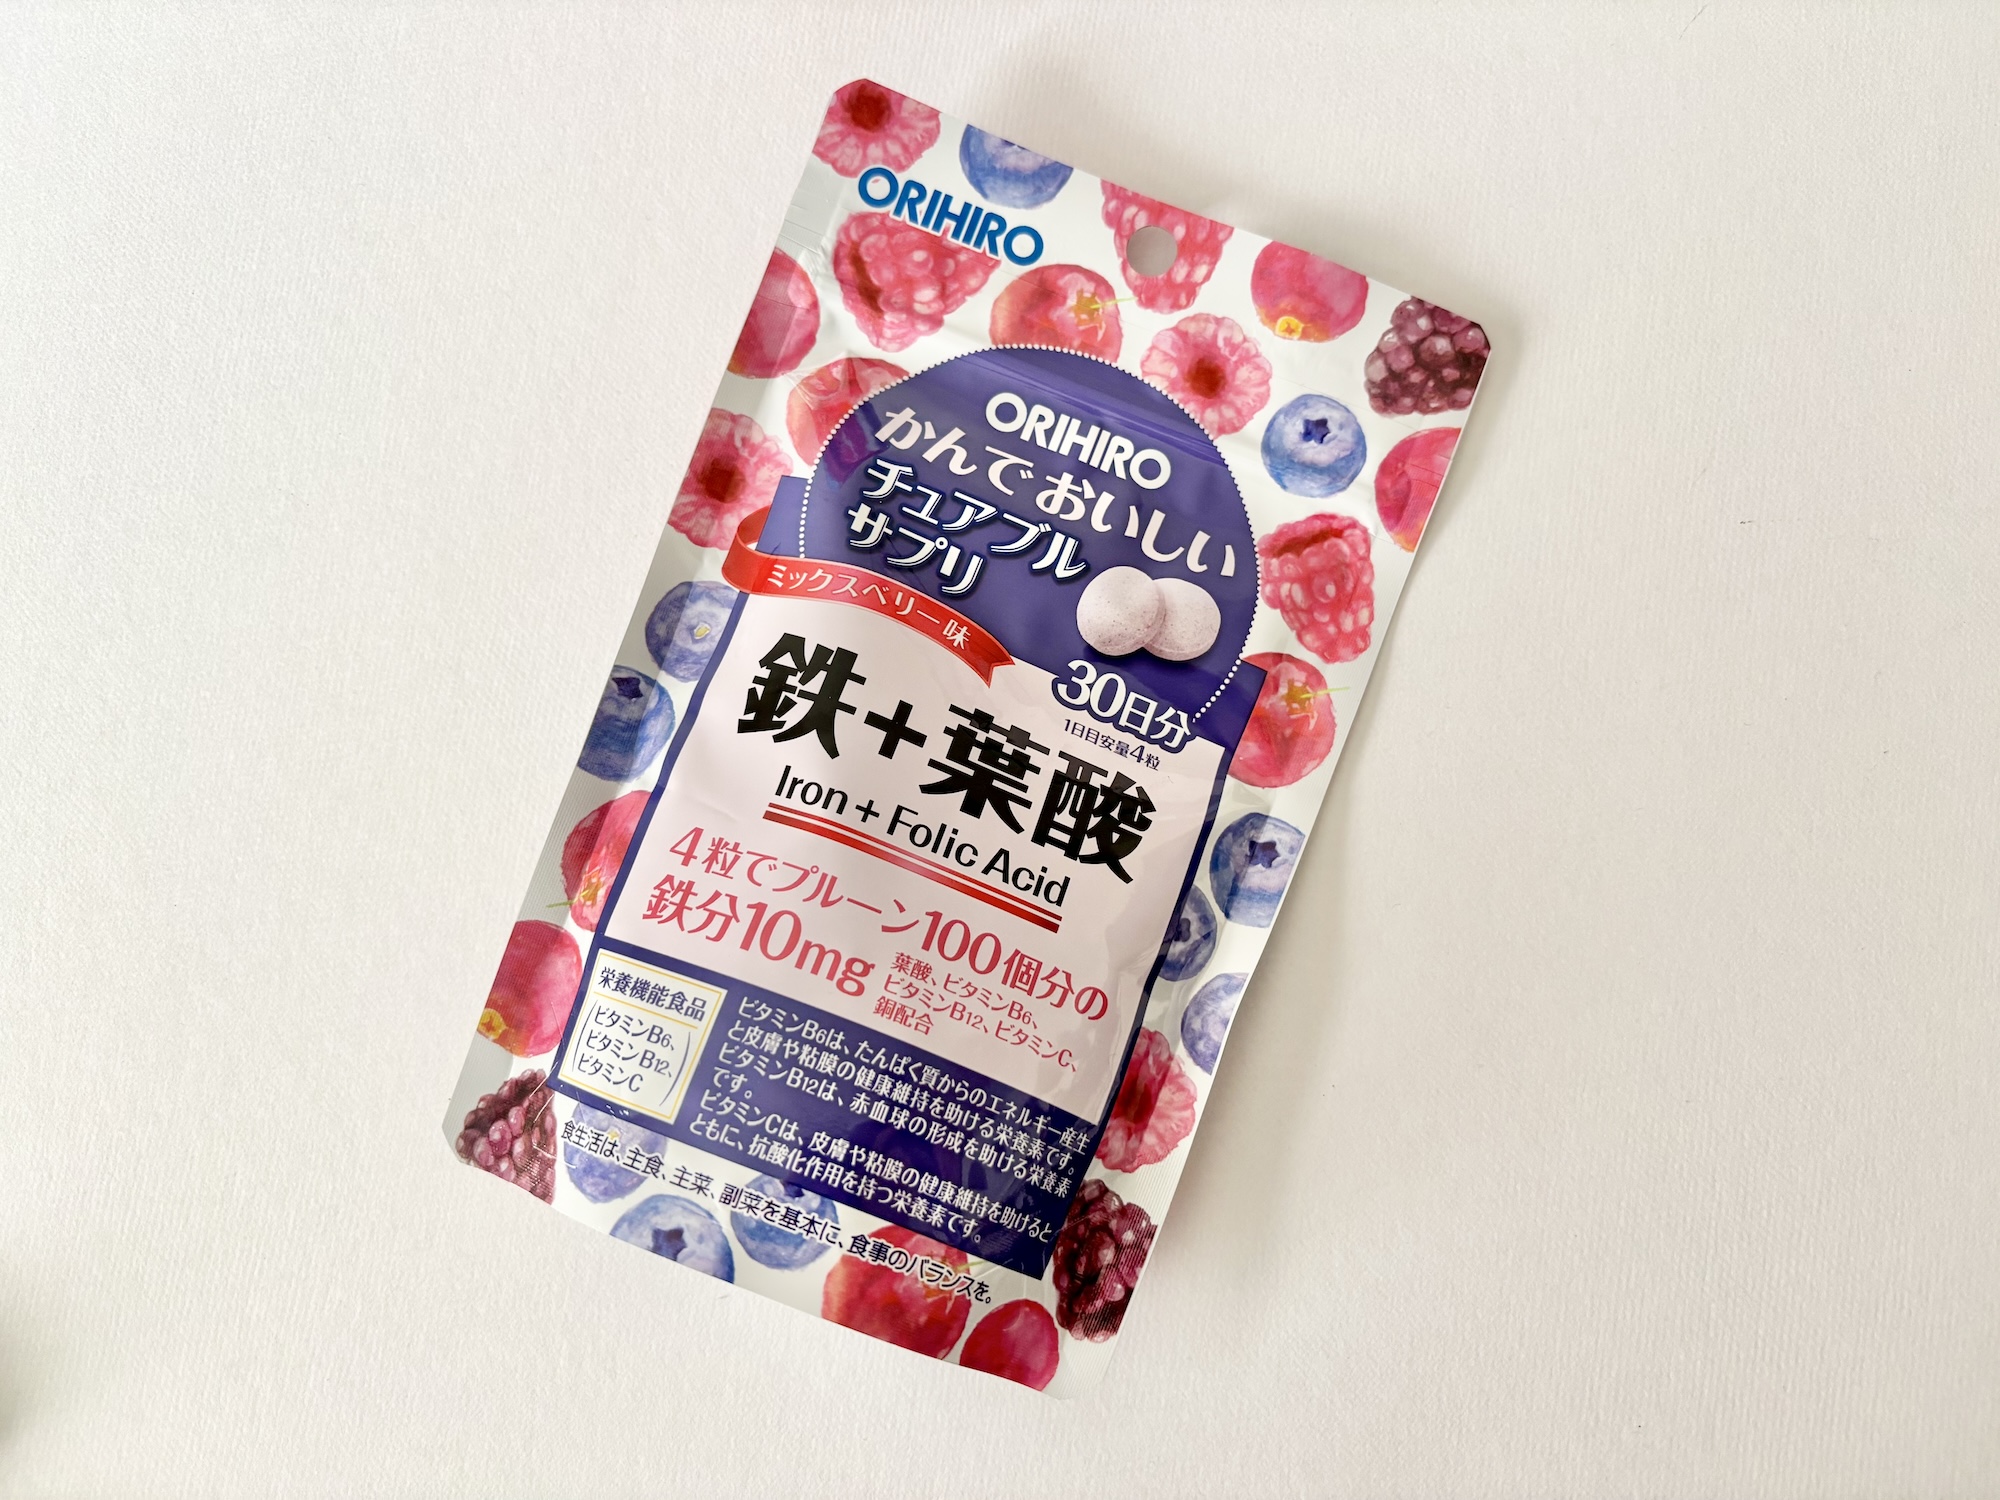 ORIHIRO
ORIHIRO
かんでおいしい
チュアブル
サプリ
ミックスベリー味
30日分
1日目安量4粒
鉄+葉酸
Iron + Folic Acid
4粒でプルーン100個分の
鉄分10mg
葉酸、ビタミンB6、
ビタミンB12、ビタミンC、
銅配合
栄養機能食品
ビタミンB6、
ビタミンB12、
ビタミンC
ビタミンB6は、たんぱく質からのエネルギー産生
と皮膚や粘膜の健康維持を助ける栄養素です。
ビタミンB12は、赤血球の形成を助ける栄養素
です。
ビタミンCは、皮膚や粘膜の健康維持を助けると
ともに、抗酸化作用を持つ栄養素です。
食生活は、主食、主菜、副菜を基本に、食事のバランスを。